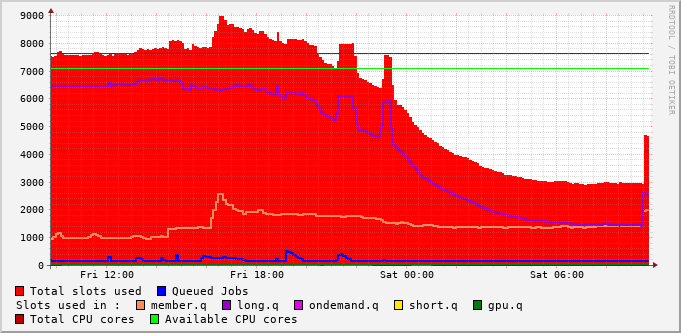 RRDTOOL / TOBI OETIKER
9000
8000
7000
6000
5000
4000
3000
2000
1000
0
Fri 12:00 Fri 18:00 Sat 00:00 Sat 06:00
Total slots used Queued Jobs
Slots used in : member.q long.q ondemand.q short.q gpu.q
Total CPU cores Available CPU cores